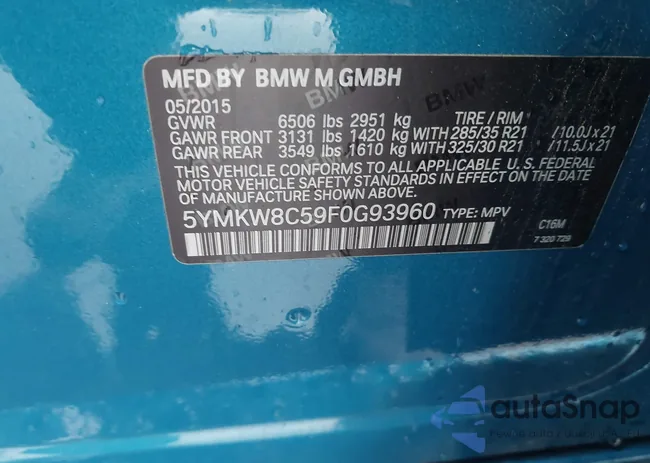 MFD BY BMW M GMBH
05/2015
GVWR 6506 lbs 2951 kg TIRE / RIM
GAWR FRONT 3131 lbs 1420 kg WITH 285/35 R21 /10.0J x 21
GAWR REAR 3549 lbs 1610 kg WITH 325/30 R21 /11.5J x 21
THIS VEHICLE CONFORMS TO ALL APPLICABLE U. S. FEDERAL
MOTOR VEHICLE SAFETY STANDARDS IN EFFECT ON THE DATE OF
MANUFACTURE SHOWN ABOVE.
5YMKW8C59F0G93960 TYPE: MPV
C16M
7 320 729
autoSnap